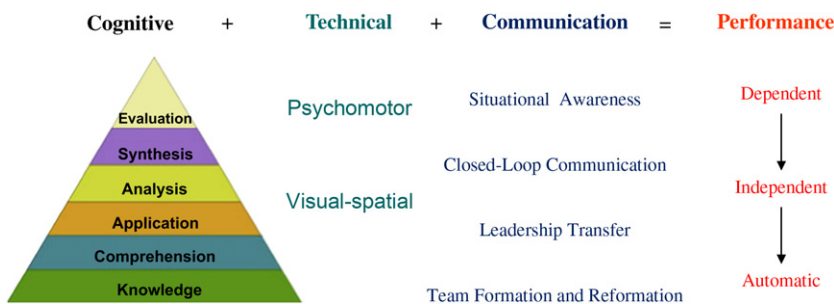 Cognitive + Technical + Communication = Performance
Evaluation
Synthesis
Analysis
Application
Comprehension
Knowledge
Psychomotor
Visual-spatial
Situational Awareness
Closed-Loop Communication
Leadership Transfer
Team Formation and Reformation
Dependent
Independent
Automatic